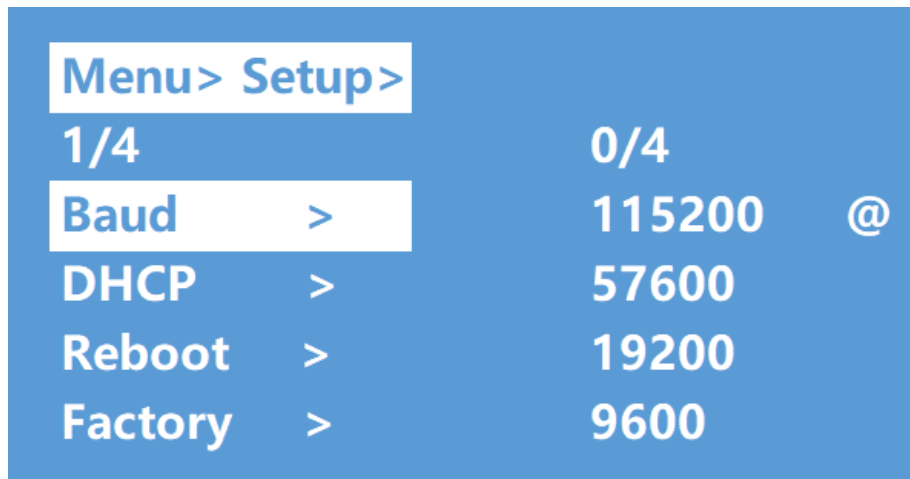 Menu> Setup>
1/4 0/4
Baud > 115200 @
DHCP > 57600
Reboot > 19200
Factory > 9600